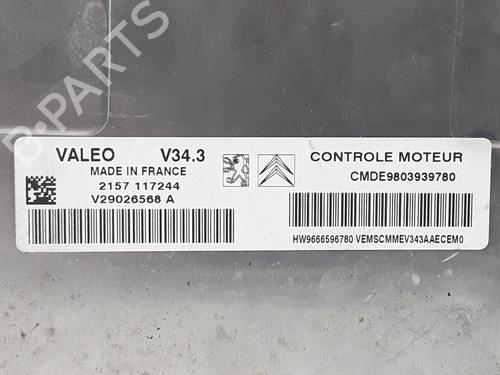 B-PARTS
VALEO V34.3
MADE IN FRANCE
2157 117244
V29026568 A
CONTROLE MOTEUR
CMDE9803939780
HW9666596780 VEMSCMMEV343AAECEM0